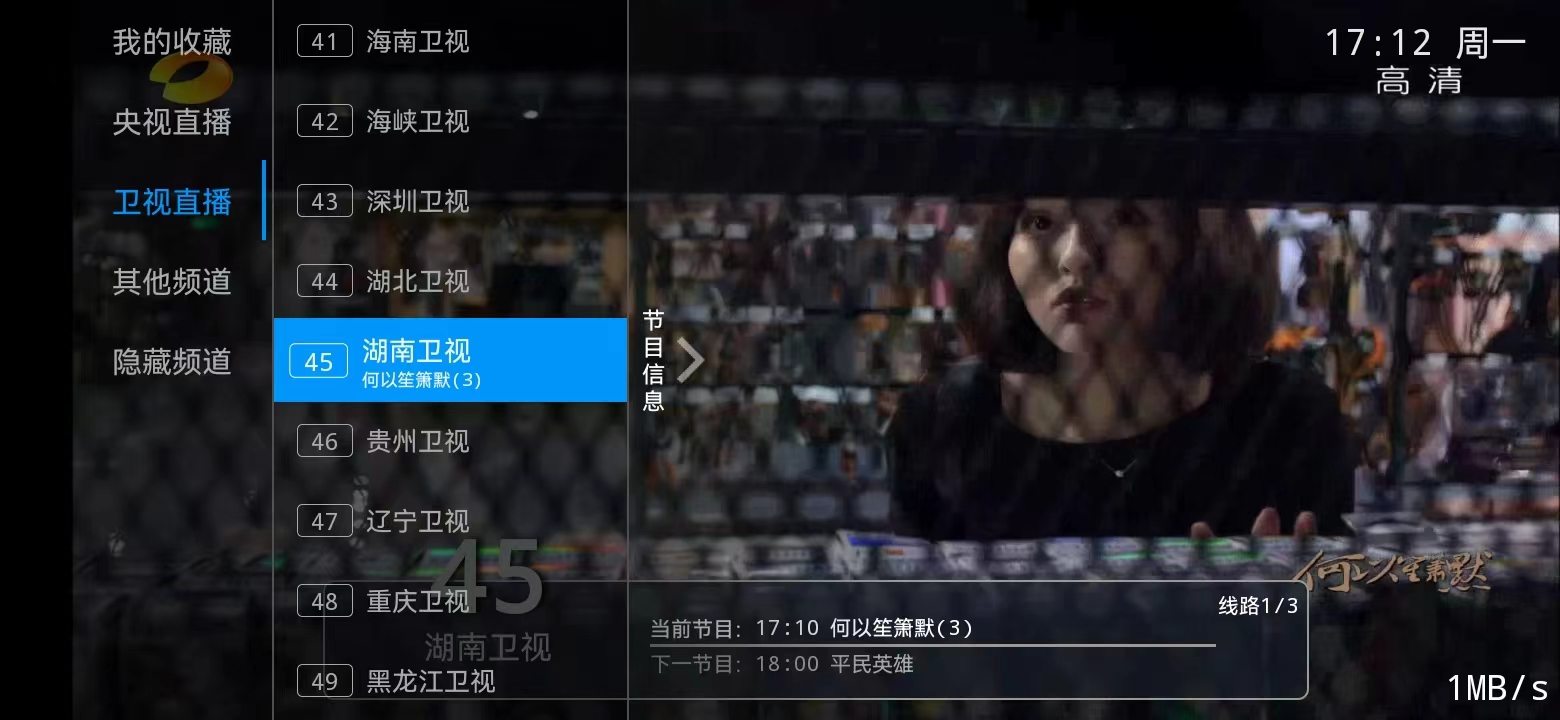 我的收藏
央视直播
卫视直播
其他频道
隐藏频道
41 海南卫视
42 海峡卫视
43 深圳卫视
44 湖北卫视
45 湖南卫视
何以笙箫默(3)
46 贵州卫视
47 辽宁卫视
48 重庆卫视
49 黑龙江卫视
节目信息
17:12 周一
高清
何以笙箫默
45
湖南卫视
线路1/3
当前节目: 17:10 何以笙箫默(3)
下一节目: 18:00 平民英雄
1MB/s